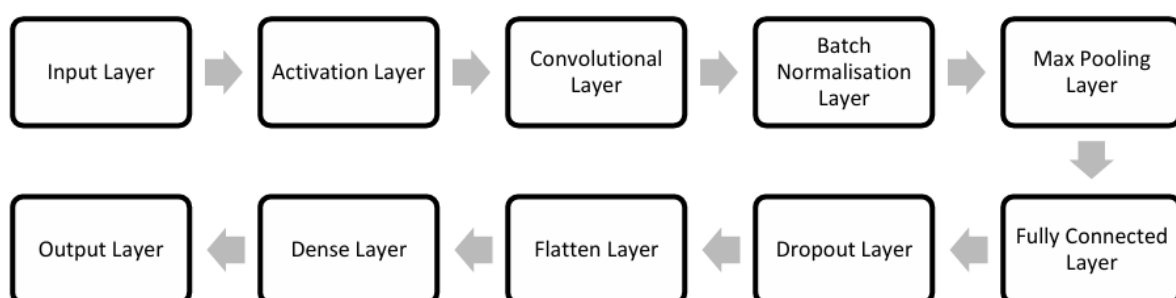 Input Layer
Activation Layer
Convolutional
Layer
Batch
Normalisation
Layer
Max Pooling
Layer
Fully Connected
Layer
Dropout Layer
Flatten Layer
Dense Layer
Output Layer